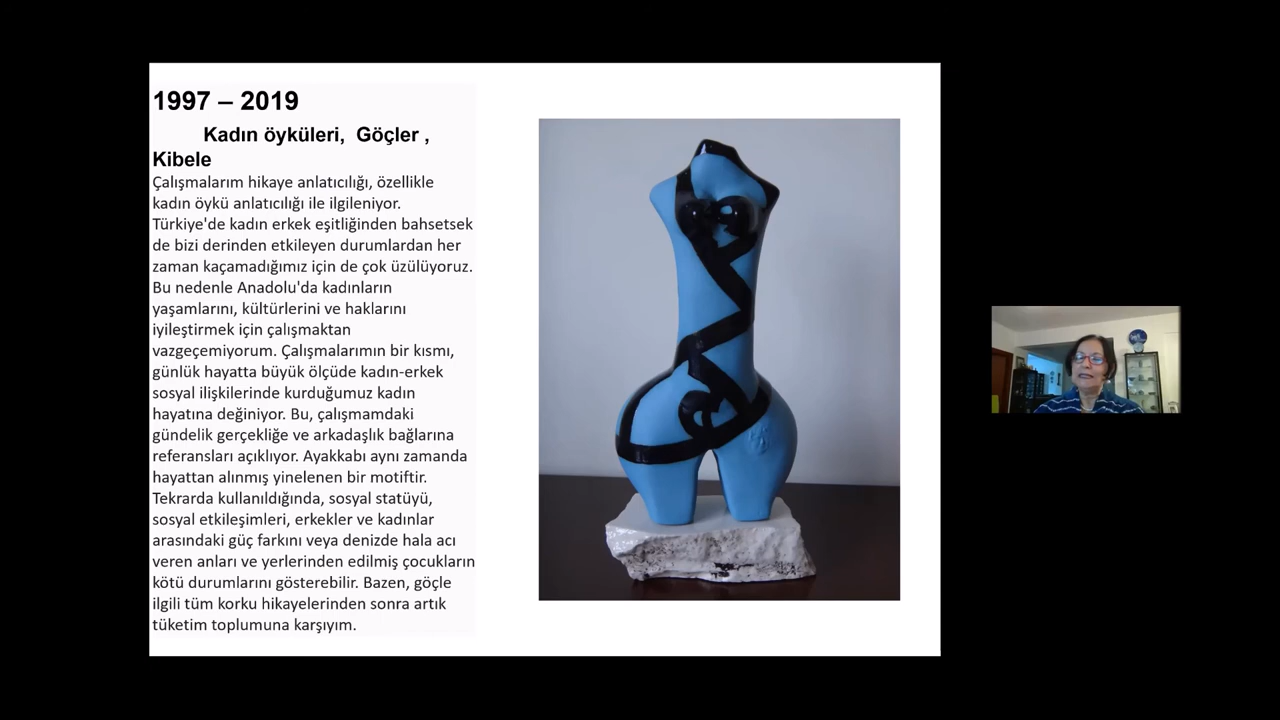 1997 – 2019
Kadın öyküleri, Göçler ,
Kibele
Çalışmalarım hikaye anlatıcılığı, özellikle
kadın öykü anlatıcılığı ile ilgileniyor.
Türkiye'de kadın erkek eşitliğinden bahsetsek
de bizi derinden etkileyen durumlardan her
zaman kaçamadığımız için de çok üzülüyoruz.
Bu nedenle Anadolu'da kadınların
yaşamlarını, kültürlerini ve haklarını
iyileştirmek için çalışmaktan
vazgeçemiyorum. Çalışmalarımın bir kısmı,
günlük hayatta büyük ölçüde kadın-erkek
sosyal ilişkilerinde kurduğumuz kadın
hayatına değiniyor. Bu, çalışmamdaki
gündelik gerçekliğe ve arkadaşlık bağlarına
referansları açıklıyor. Ayakkabı aynı zamanda
hayattan alınmış yinelenen bir motiftir.
Tekrarda kullanıldığında, sosyal statüyü,
sosyal etkileşimleri, erkekler ve kadınlar
arasındaki güç farkını veya denizde hala acı
veren anları ve yerlerinden edilmiş çocukların
kötü durumlarını gösterebilir. Bazen, göçle
ilgili tüm korku hikayelerinden sonra artık
tüketim toplumuna karşıyım.